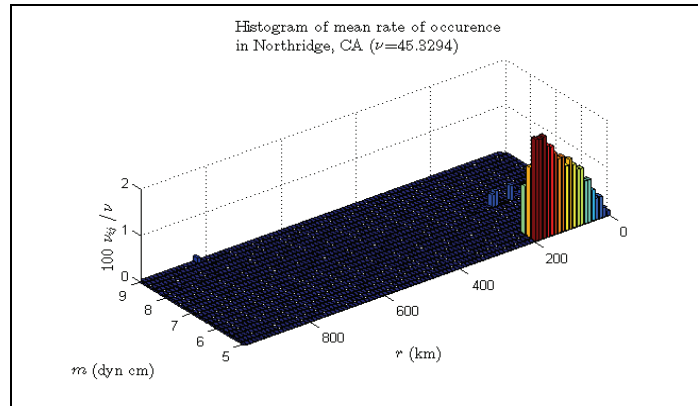 Histogram of mean rate of occurence
in Northridge, CA (ν=45.3294)
2
1
0
100 νij / ν
9
8
7
6
5
m (dyn cm)
800
600
400
200
0
r (km)